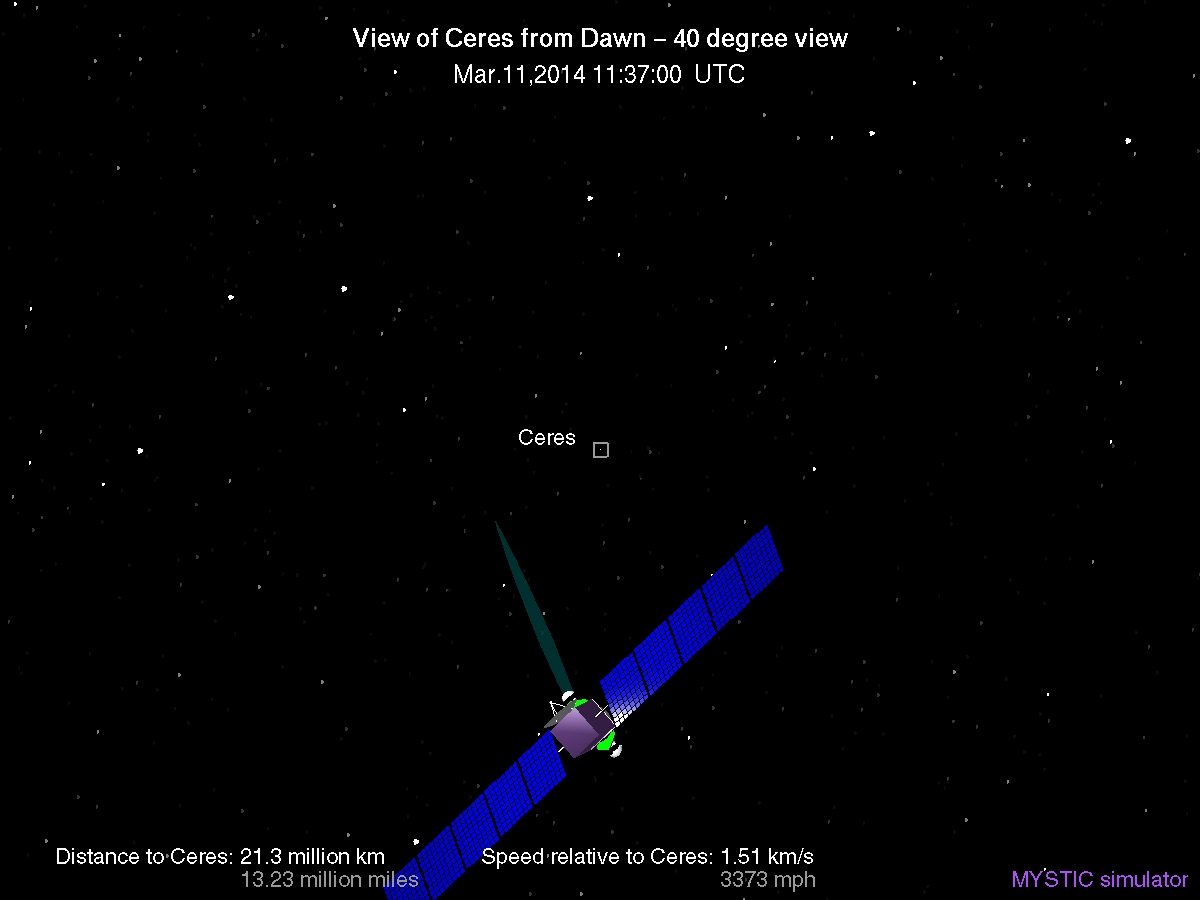 View of Ceres from Dawn – 40 degree view
Mar.11,2014 11:37:00 UTC
Ceres
Distance to Ceres: 21.3 million km
13.23 million miles
Speed relative to Ceres: 1.51 km/s
3373 mph
MYSTIC simulator